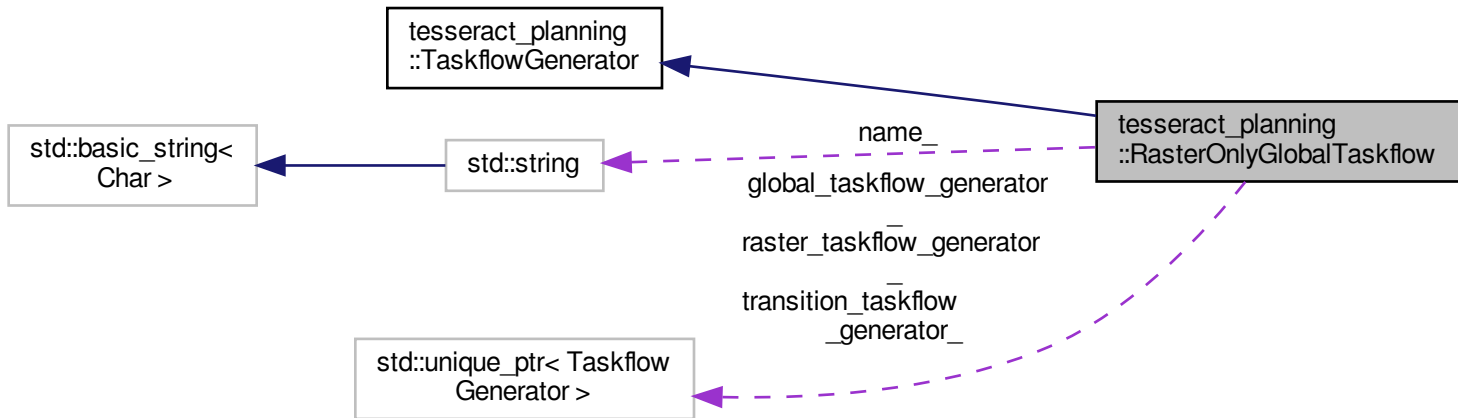 tesseract_planning
::TaskflowGenerator
tesseract_planning
::RasterOnlyGlobalTaskflow
std::basic_string<
Char >
std::string
name_
global_taskflow_generator
_
raster_taskflow_generator
_
transition_taskflow
_generator_
std::unique_ptr< Taskflow
Generator >